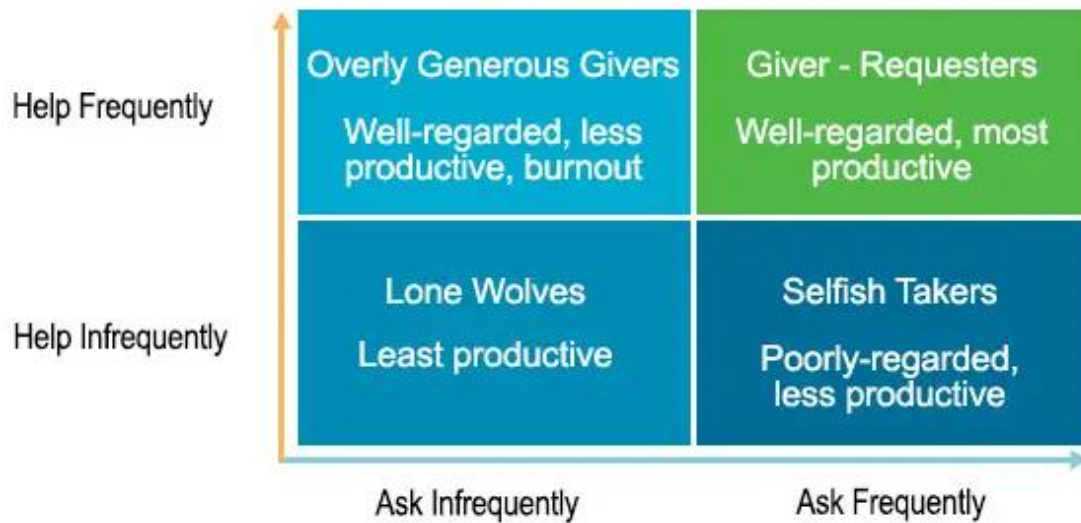 Help Frequently
Overly Generous Givers
Well-regarded, less
productive, burnout
Giver - Requesters
Well-regarded, most
productive
Help Infrequently
Lone Wolves
Least productive
Selfish Takers
Poorly-regarded,
less productive
Ask Infrequently
Ask Frequently